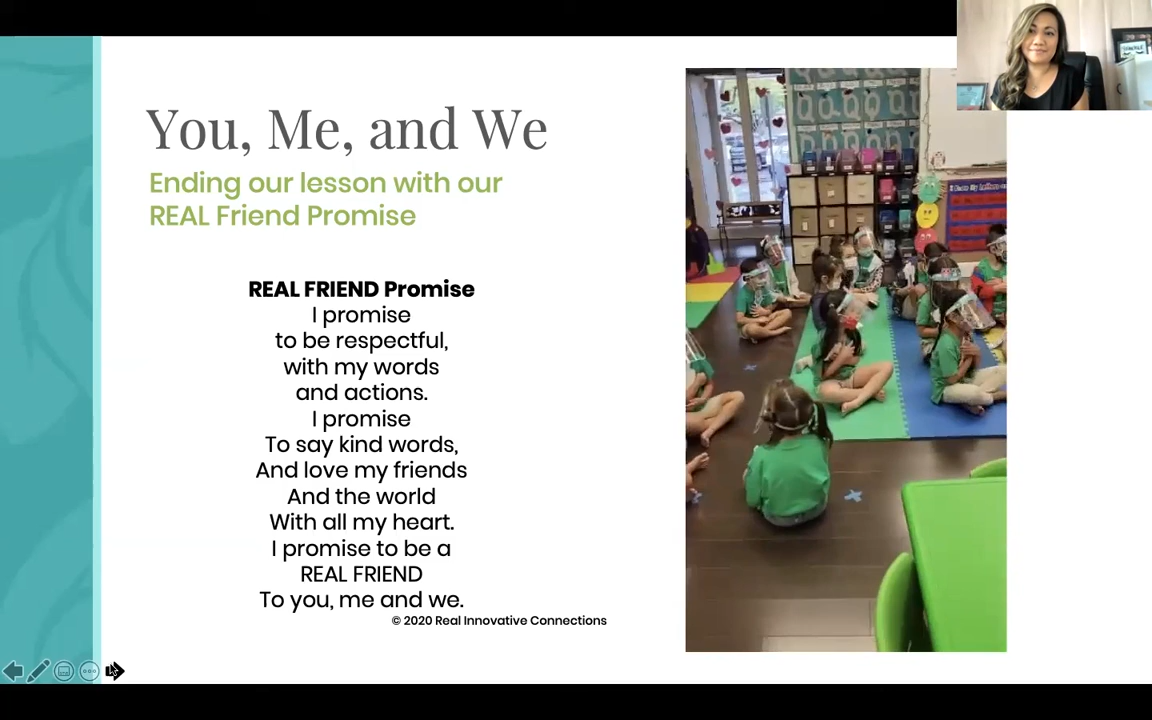 You, Me, and We
Ending our lesson with our
REAL Friend Promise
REAL FRIEND Promise
I promise
to be respectful,
with my words
and actions.
I promise
To say kind words,
And love my friends
And the world
With all my heart.
I promise to be a
REAL FRIEND
To you, me and we.
© 2020 Real Innovative Connections